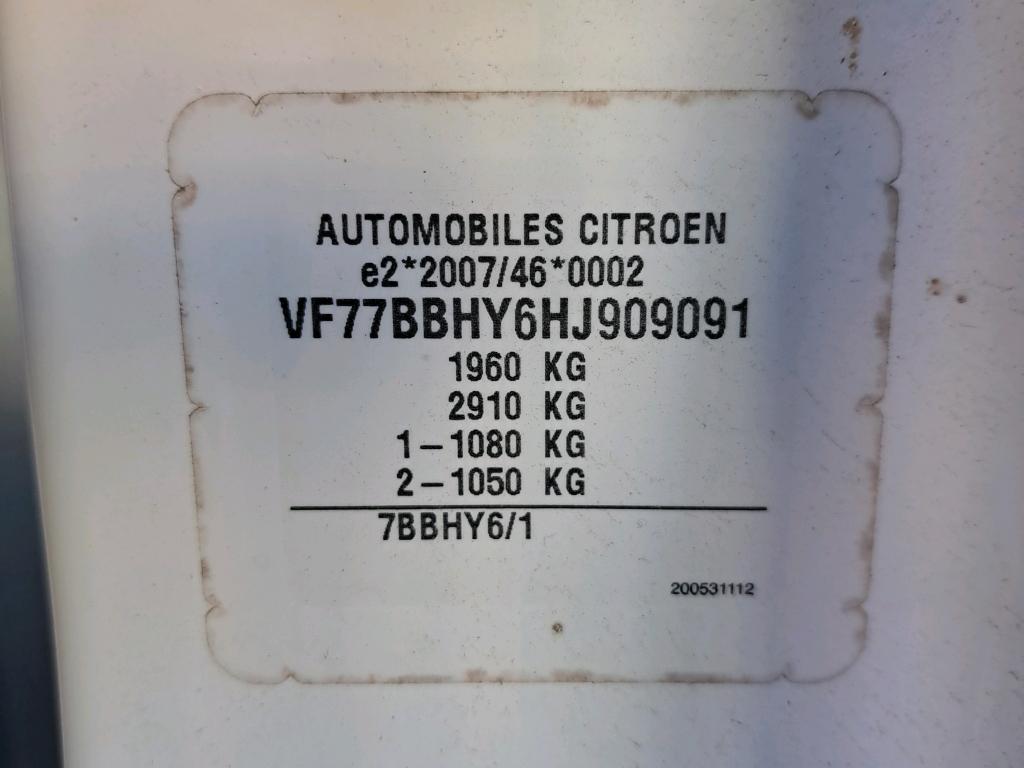 AUTOMOBILES CITROEN
e2*2007/46*0002
VF77BBHY6HJ909091
1960 KG
2910 KG
1-1080 KG
2-1050 KG
7BBHY6/1
200531112